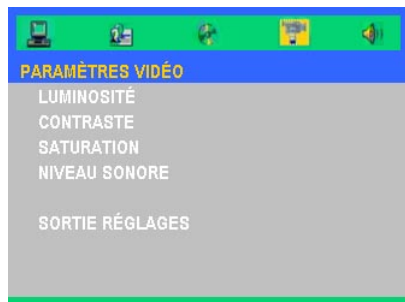 PARAMÈTRES VIDÉO
LUMINOSITÉ
CONTRASTE
SATURATION
NIVEAU SONORE
SORTIE RÉGLAGES